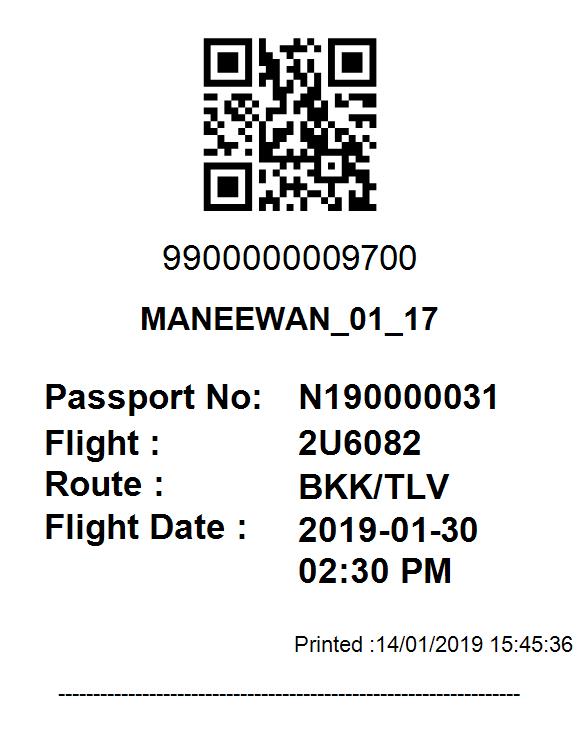 9900000009700
MANEEWAN_01_17
Passport No: N190000031
Flight : 2U6082
Route : BKK/TLV
Flight Date : 2019-01-30
02:30 PM
Printed :14/01/2019 15:45:36
------------------------------------------------------------------